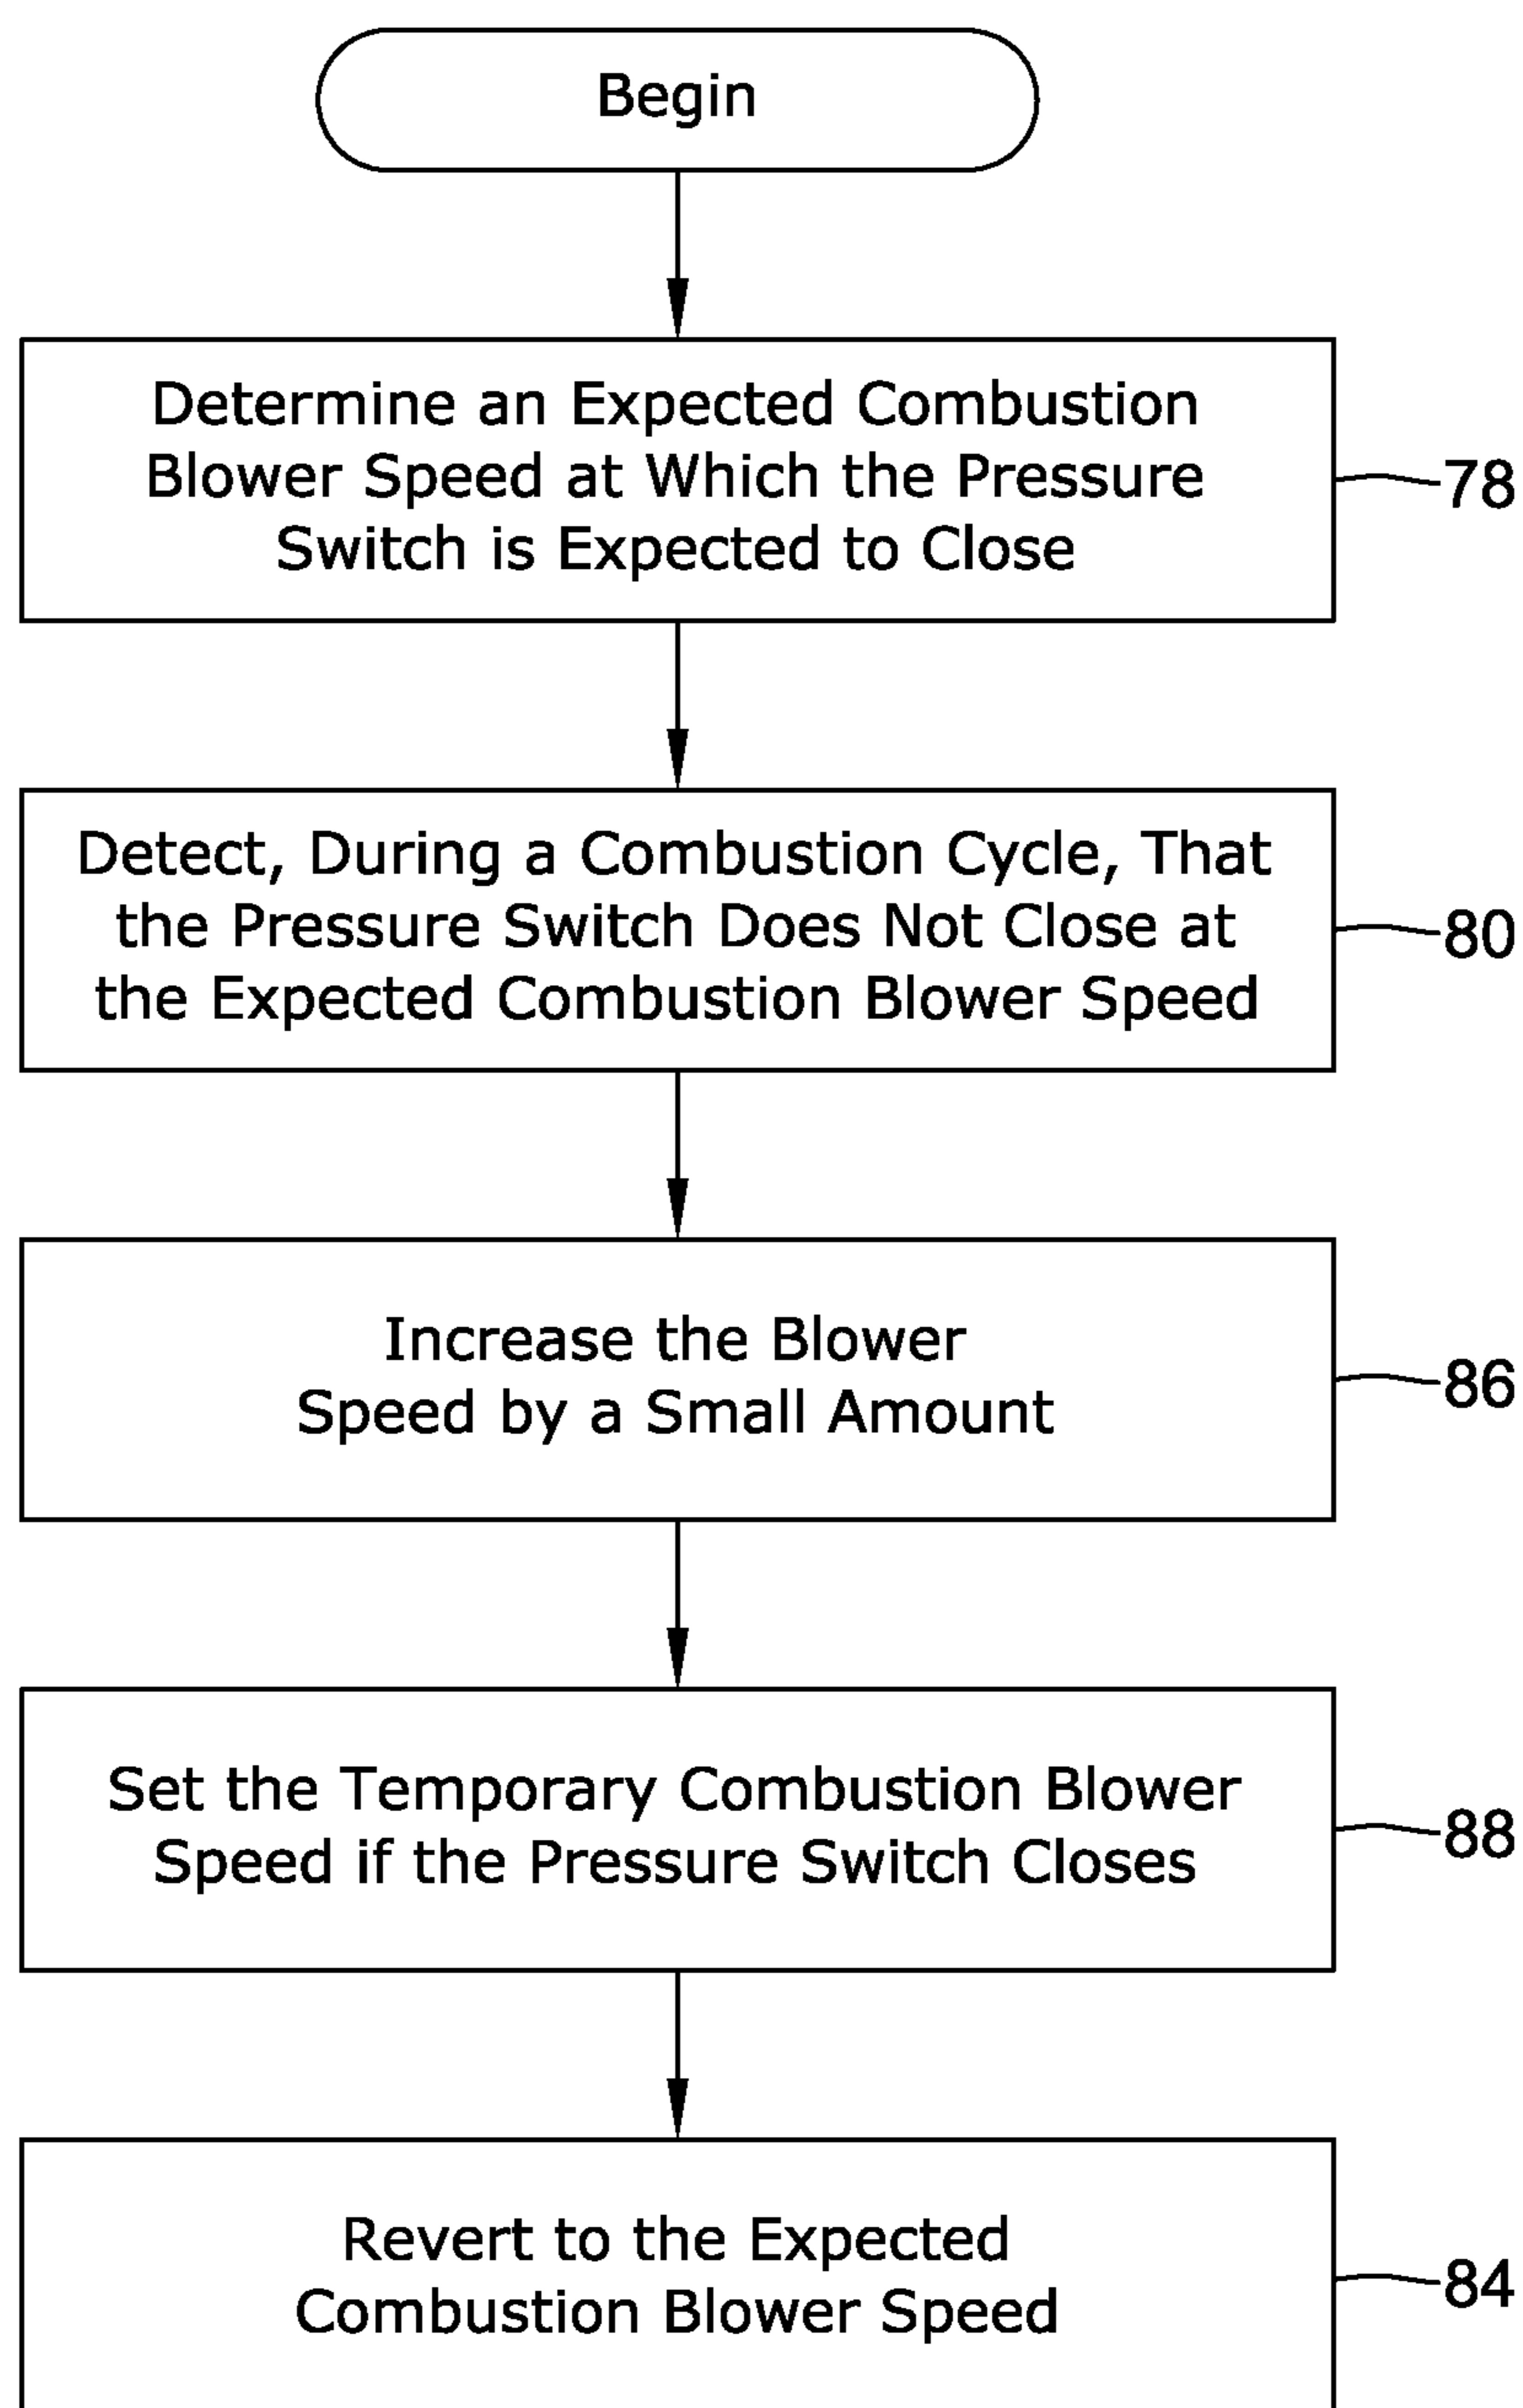 Begin
Determine an Expected Combustion
Blower Speed at Which the Pressure
Switch is Expected to Close
78
Detect, During a Combustion Cycle, That
the Pressure Switch Does Not Close at
the Expected Combustion Blower Speed
80
Increase the Blower
Speed by a Small Amount
86
Set the Temporary Combustion Blower
Speed if the Pressure Switch Closes
88
Revert to the Expected
Combustion Blower Speed
84